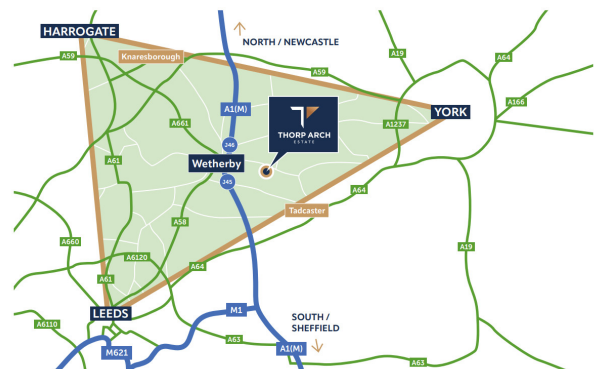 HARROGATE
NORTH / NEWCASTLE
A59
Knaresborough
A19
A64
A59
A1(M)
A661
A166
YORK
THORP ARCH
ESTATE
A1237
J46
A61
Wetherby
J45
A64
Tadcaster
A58
A660
A19
A6120
A64
A61
LEEDS
M1
A6110
SOUTH /
SHEFFIELD
A63
M621
A1(M)
A63